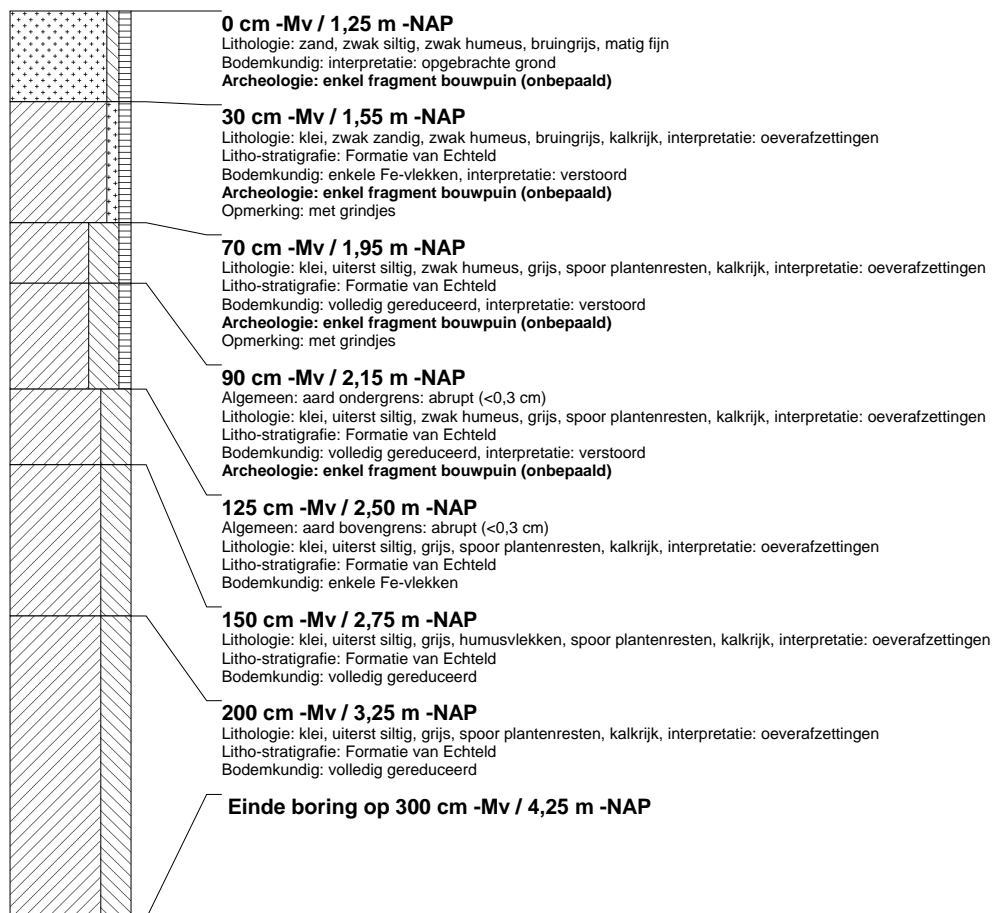 0 cm -Mv / 1,25 m -NAP
Lithologie: zand, zwak siltig, zwak humeus, bruingrijs, matig fijn
Bodemkundig: interpretatie: opgebrachte grond
Archeologie: enkel fragment bouwpuin (onbepaald)
30 cm -Mv / 1,55 m -NAP
Lithologie: klei, zwak zandig, zwak humeus, bruingrijs, kalkrijk, interpretatie: oeverafzettingen
Litho-stratigrafie: Formatie van Echteld
Bodemkundig: enkele Fe-vlekken, interpretatie: verstoord
Archeologie: enkel fragment bouwpuin (onbepaald)
Opmerking: met grindjes
70 cm -Mv / 1,95 m -NAP
Lithologie: klei, uiterst siltig, zwak humeus, grijs, spoor plantenresten, kalkrijk, interpretatie: oeverafzettingen
Litho-stratigrafie: Formatie van Echteld
Bodemkundig: volledig gereduceerd, interpretatie: verstoord
Archeologie: enkel fragment bouwpuin (onbepaald)
Opmerking: met grindjes
90 cm -Mv / 2,15 m -NAP
Algemeen: aard ondergrens: abrupt (<0,3 cm)
Lithologie: klei, uiterst siltig, zwak humeus, grijs, spoor plantenresten, kalkrijk, interpretatie: oeverafzettingen
Litho-stratigrafie: Formatie van Echteld
Bodemkundig: volledig gereduceerd, interpretatie: verstoord
Archeologie: enkel fragment bouwpuin (onbepaald)
125 cm -Mv / 2,50 m -NAP
Algemeen: aard bovengrens: abrupt (<0,3 cm)
Lithologie: klei, uiterst siltig, grijs, spoor plantenresten, kalkrijk, interpretatie: oeverafzettingen
Litho-stratigrafie: Formatie van Echteld
Bodemkundig: enkele Fe-vlekken
150 cm -Mv / 2,75 m -NAP
Lithologie: klei, uiterst siltig, grijs, humusvlekken, spoor plantenresten, kalkrijk, interpretatie: oeverafzettingen
Litho-stratigrafie: Formatie van Echteld
Bodemkundig: volledig gereduceerd
200 cm -Mv / 3,25 m -NAP
Lithologie: klei, uiterst siltig, grijs, spoor plantenresten, kalkrijk, interpretatie: oeverafzettingen
Litho-stratigrafie: Formatie van Echteld
Bodemkundig: volledig gereduceerd
Einde boring op 300 cm -Mv / 4,25 m -NAP